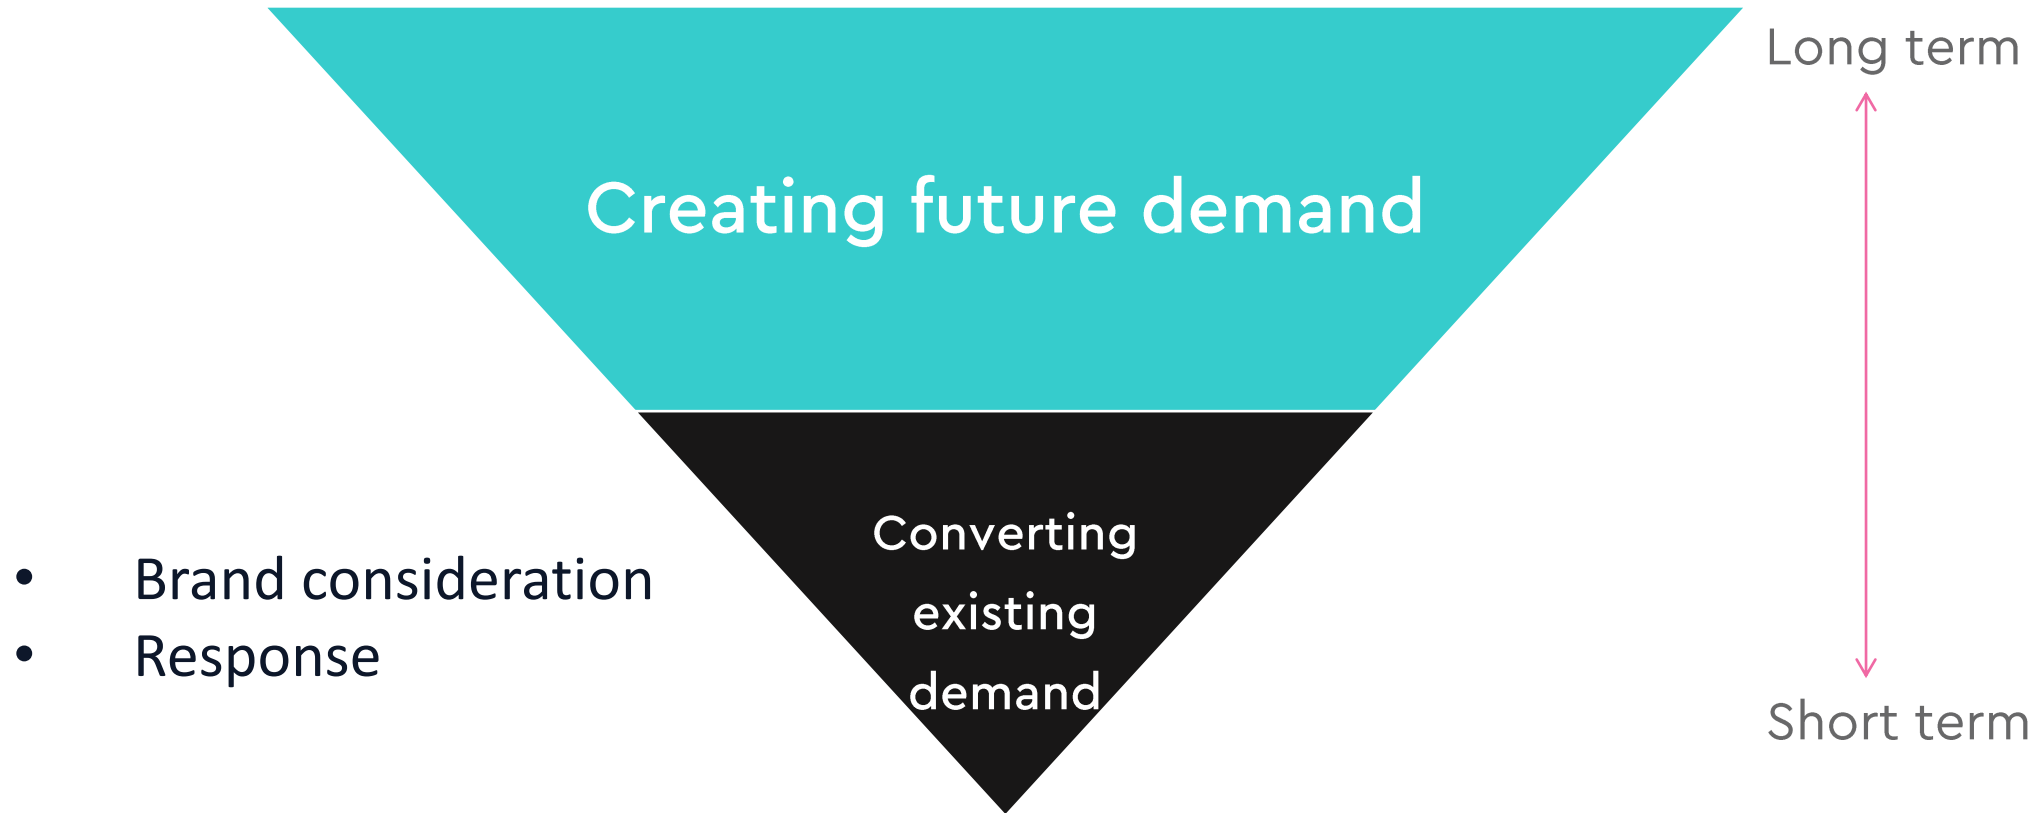 Long term
Creating future demand
Converting
existing
demand
• Brand consideration
• Response
Short term